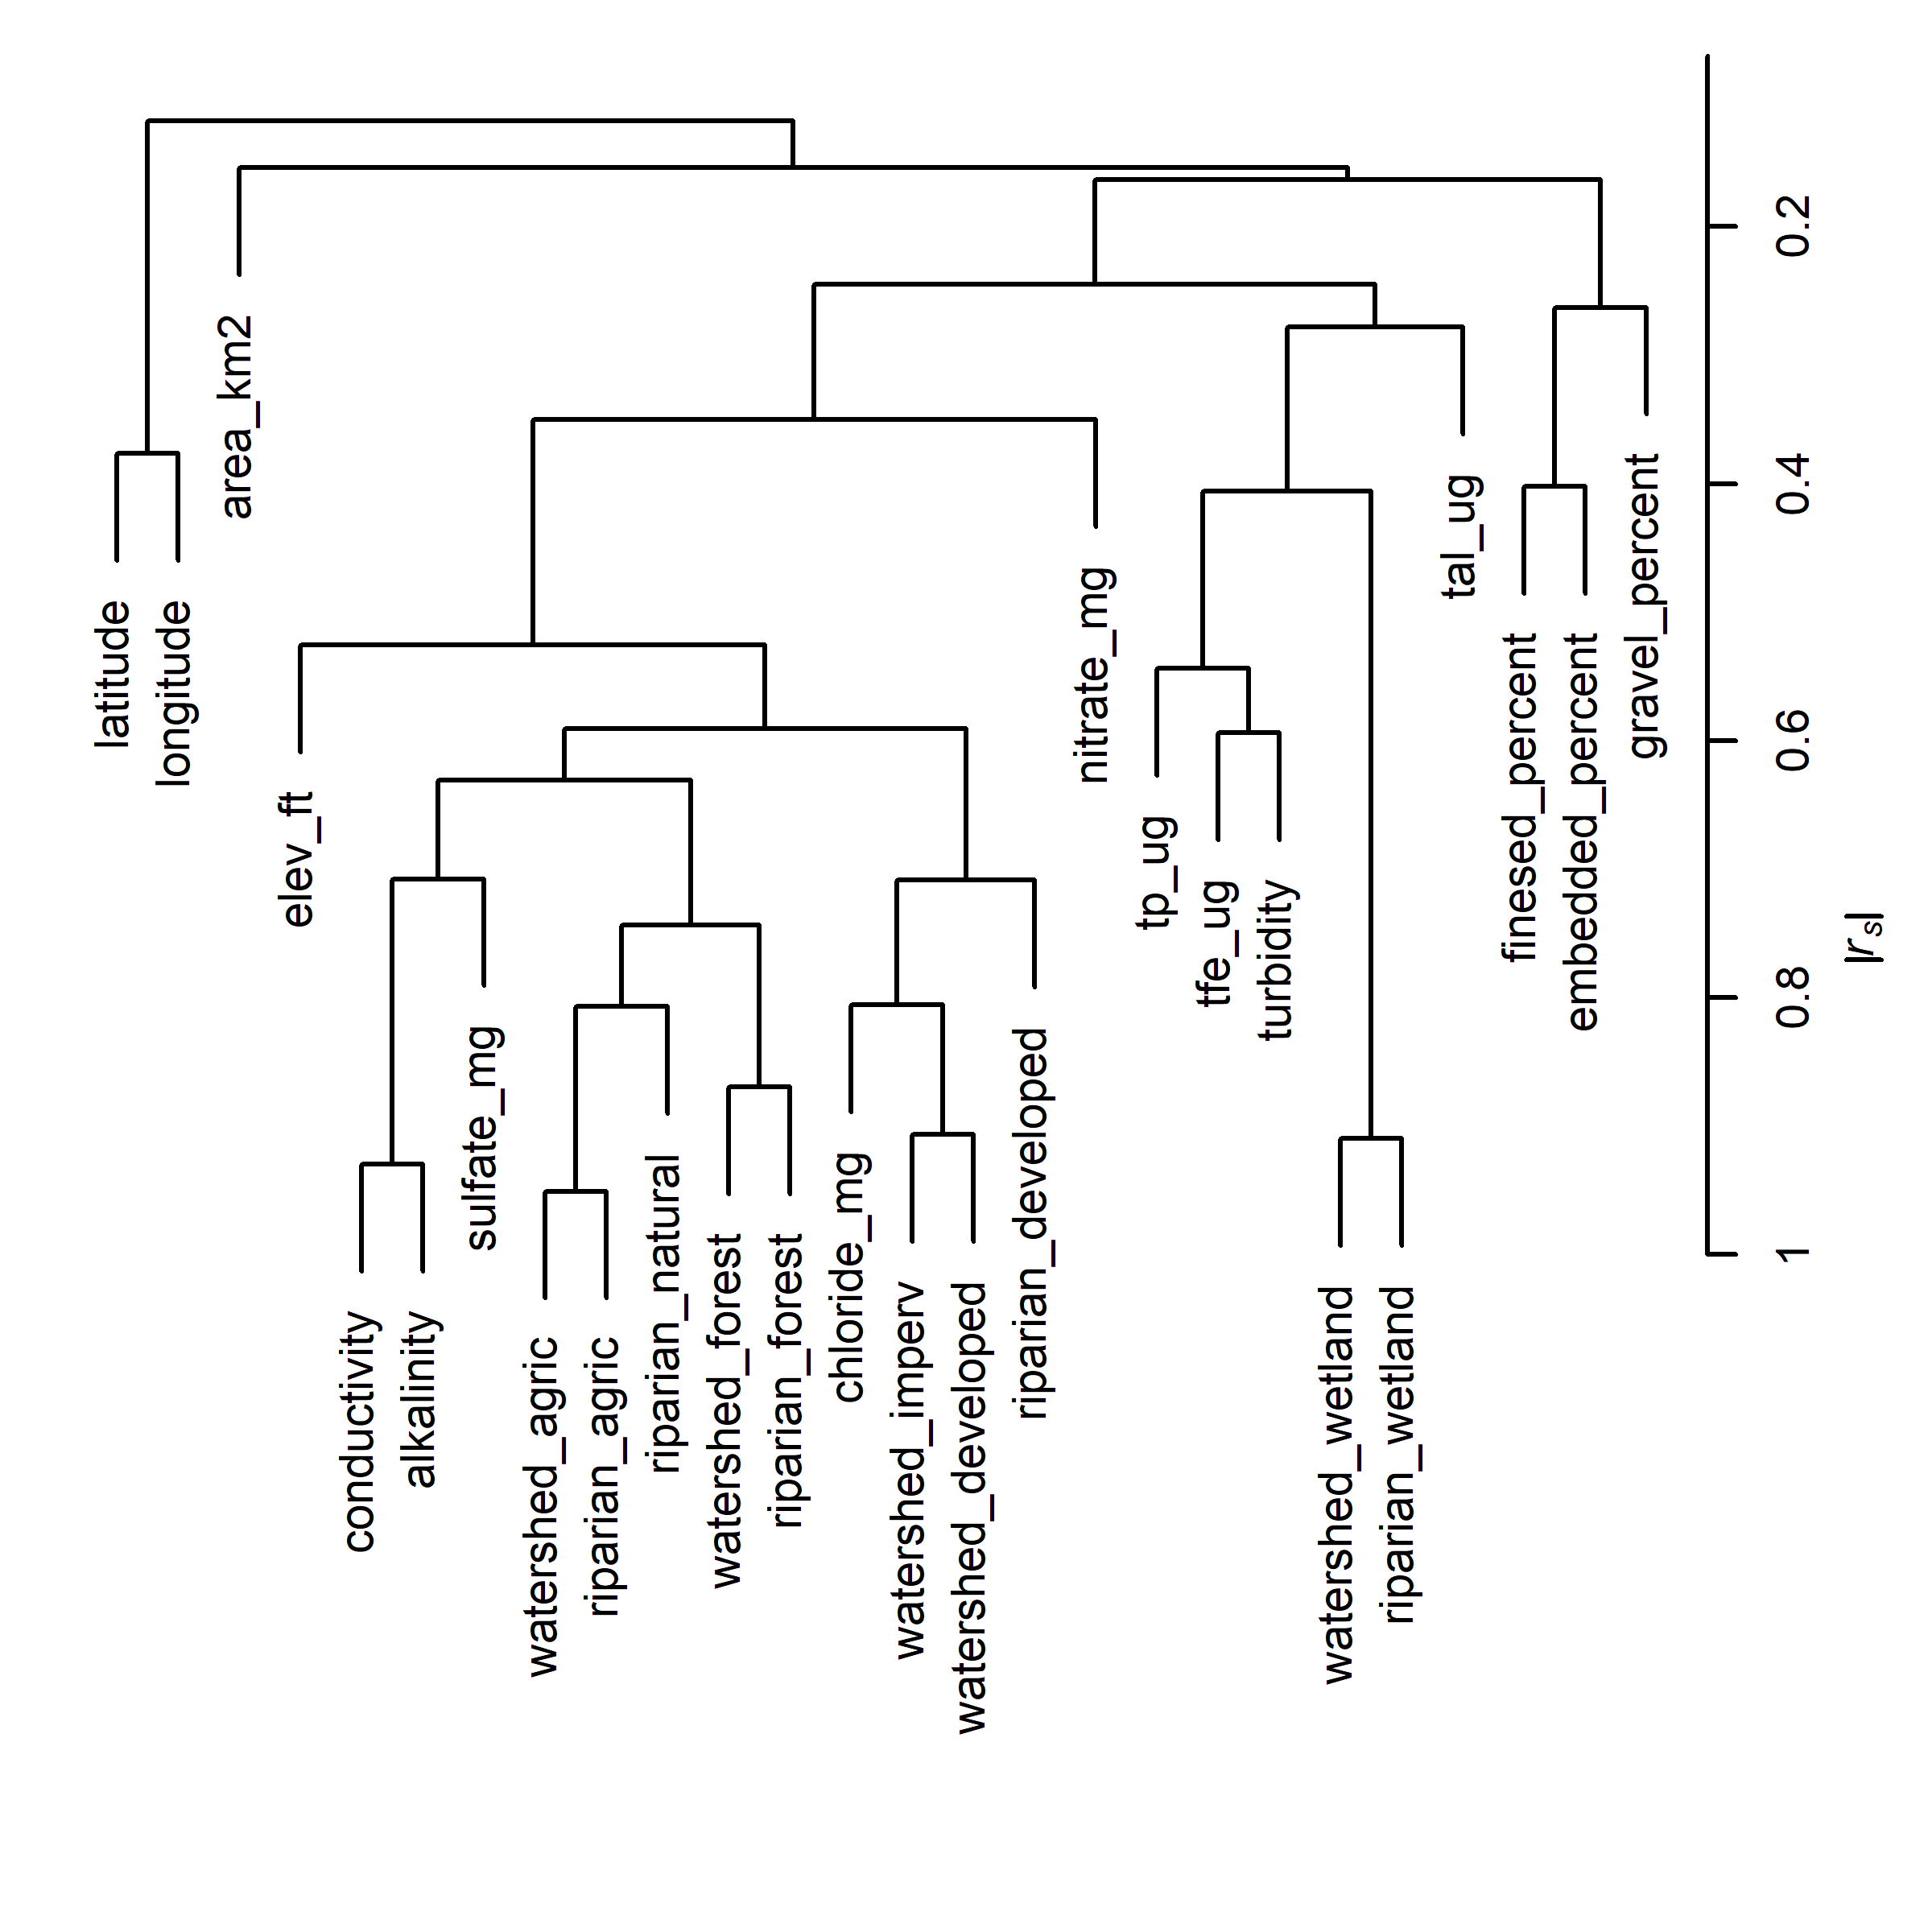 latitude
longitude
area_km2
elev_ft
conductivity
alkalinity
sulfate_mg
watershed_agric
riparian_agric
riparian_natural
watershed_forest
riparian_forest
chloride_mg
watershed_imperv
watershed_developed
riparian_developed
nitrate_mg
tp_ug
tfe_ug
turbidity
watershed_wetland
riparian_wetland
tal_ug
finesed_percent
embedded_percent
gravel_percent
0.2
0.4
0.6
0.8
1
|rs|